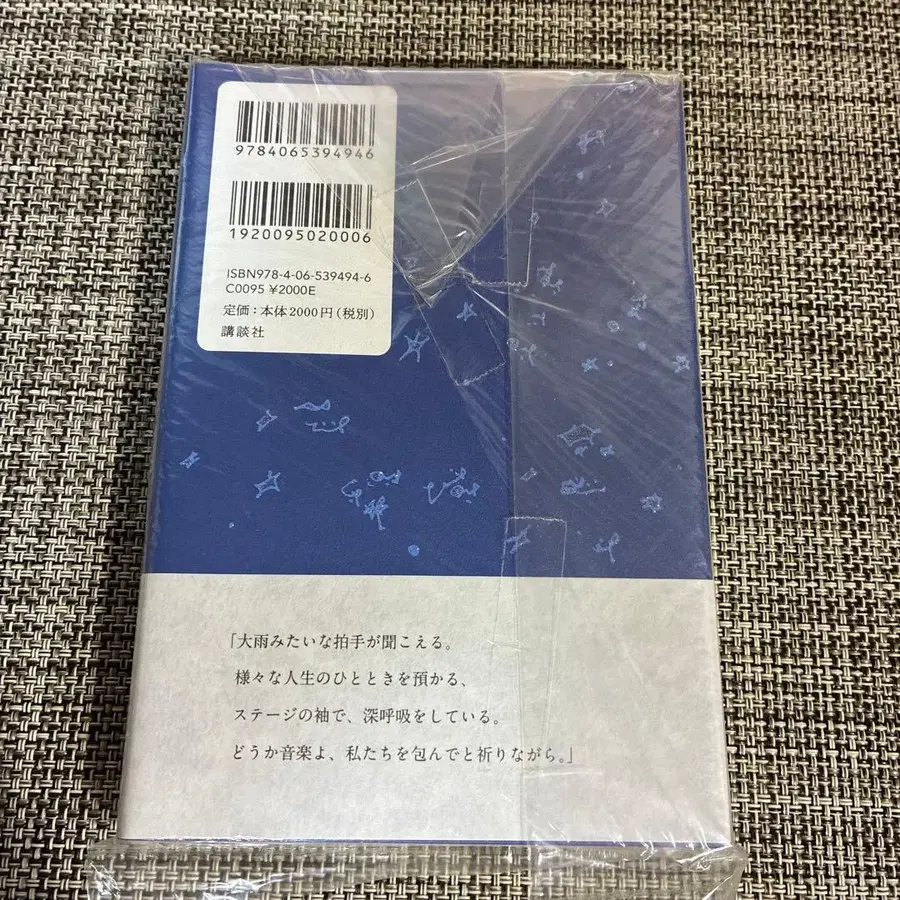 9784065394946
1920095020006
ISBN978-4-06-539494-6
C0095 ¥2000E
定価:本体2000円(税別)
講談社
「大雨みたいな拍手が聞こえる。
様々な人生のひとときを預かる、
ステージの袖で、深呼吸をしている。
どうか音楽よ、私たちを包んでと祈りながら。」